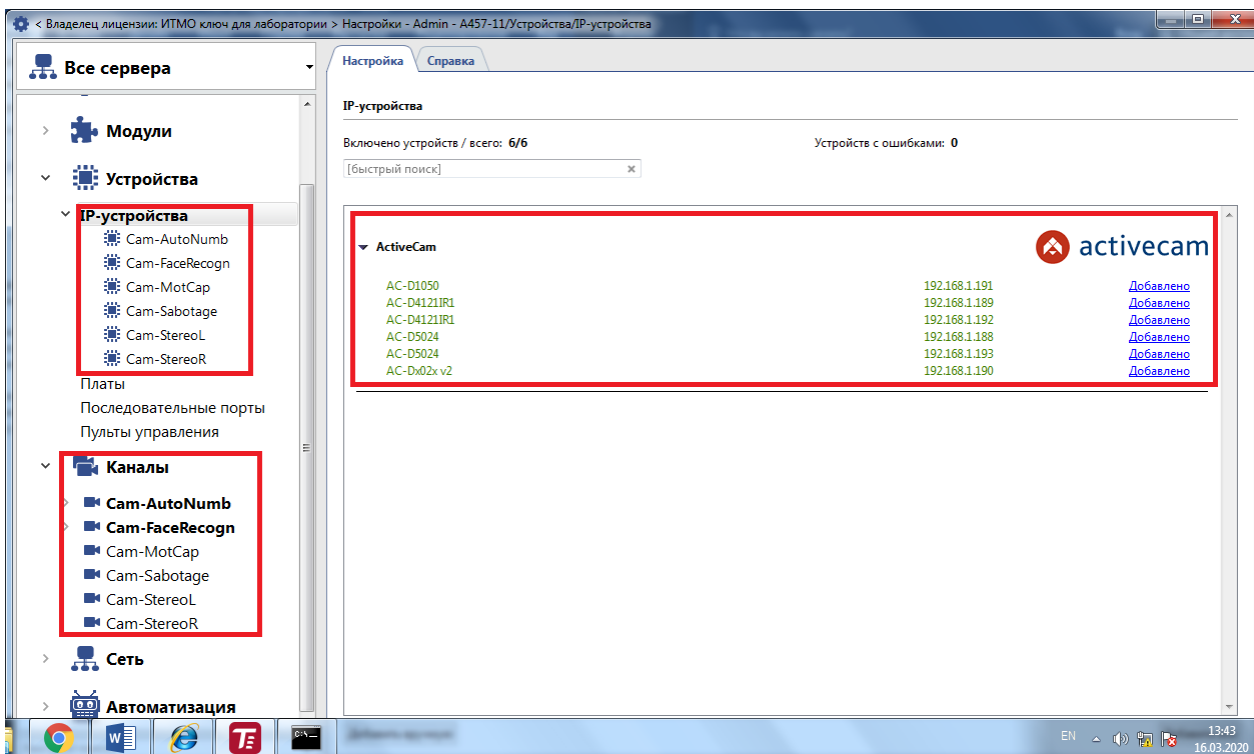 < Владелец лицензии: ИТМО ключ для лаборатории > Настройки - Admin - A457-11/Устройства/IP-устройства
Все сервера
Модули
Устройства
IP-устройства
Cam-AutoNumb
Cam-FaceRecogn
Cam-MotCap
Cam-Sabotage
Cam-StereoL
Cam-StereoR
Платы
Последовательные порты
Пульты управления
Каналы
Cam-AutoNumb
Cam-FaceRecogn
Cam-MotCap
Cam-Sabotage
Cam-StereoL
Cam-StereoR
Сеть
Автоматизация
Настройка Справка
IP-устройства
Включено устройств / всего: 6/6 Устройств с ошибками: 0
[быстрый поиск]
ActiveCam activecam
AC-D1050 192.168.1.191 Добавлено
AC-D4121IR1 192.168.1.189 Добавлено
AC-D4121IR1 192.168.1.192 Добавлено
AC-D5024 192.168.1.188 Добавлено
AC-D5024 192.168.1.193 Добавлено
AC-Dx02x v2 192.168.1.190 Добавлено
Добавить вручную
EN 13:43
16.03.2020